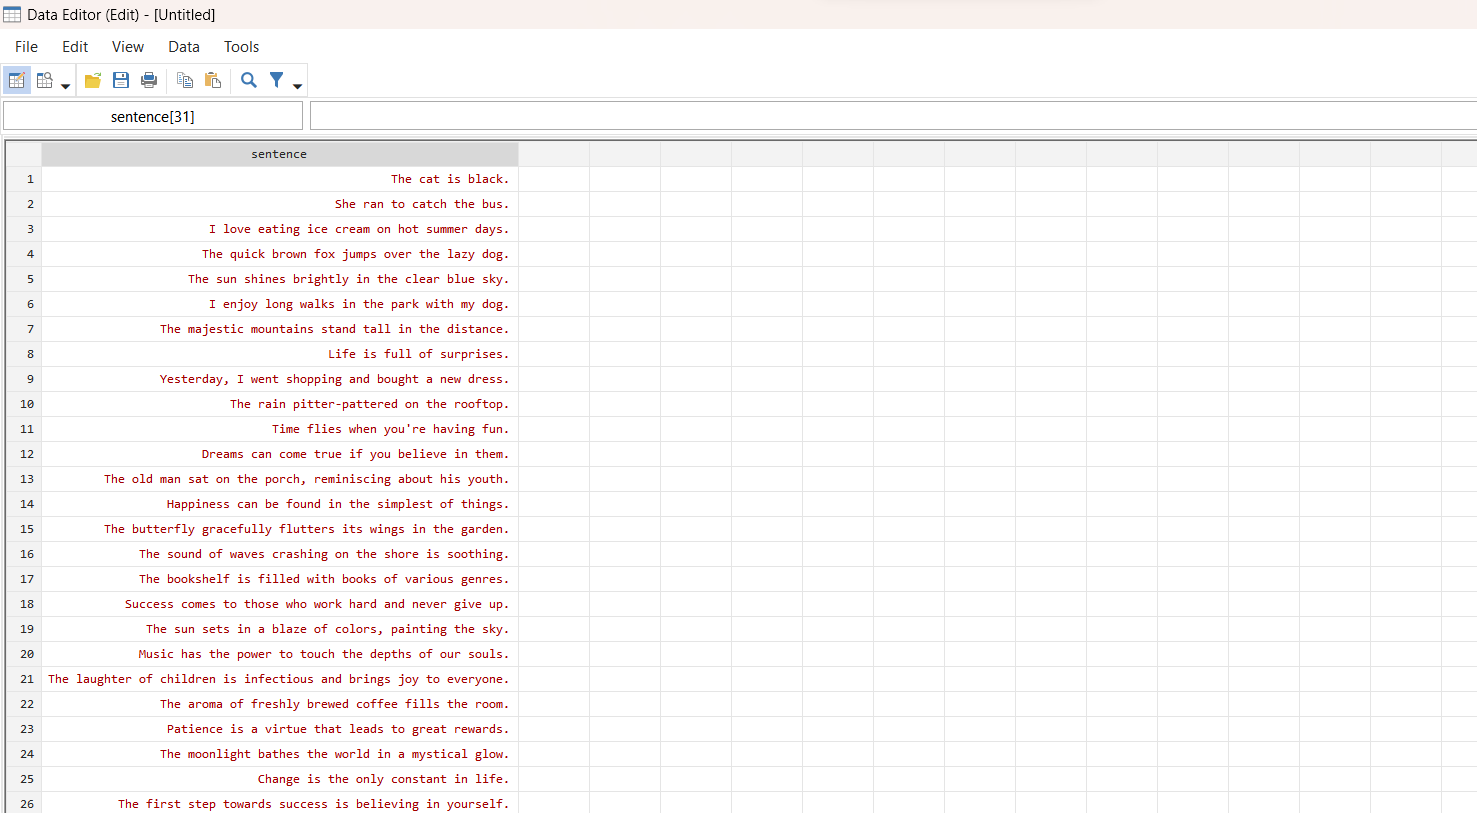 Data Editor (Edit) - [Untitled]
File Edit View Data Tools
sentence[31]
sentence
1 The cat is black.
2 She ran to catch the bus.
3 I love eating ice cream on hot summer days.
4 The quick brown fox jumps over the lazy dog.
5 The sun shines brightly in the clear blue sky.
6 I enjoy long walks in the park with my dog.
7 The majestic mountains stand tall in the distance.
8 Life is full of surprises.
9 Yesterday, I went shopping and bought a new dress.
10 The rain pitter-pattered on the rooftop.
11 Time flies when you're having fun.
12 Dreams can come true if you believe in them.
13 The old man sat on the porch, reminiscing about his youth.
14 Happiness can be found in the simplest of things.
15 The butterfly gracefully flutters its wings in the garden.
16 The sound of waves crashing on the shore is soothing.
17 The bookshelf is filled with books of various genres.
18 Success comes to those who work hard and never give up.
19 The sun sets in a blaze of colors, painting the sky.
20 Music has the power to touch the depths of our souls.
21 The laughter of children is infectious and brings joy to everyone.
22 The aroma of freshly brewed coffee fills the room.
23 Patience is a virtue that leads to great rewards.
24 The moonlight bathes the world in a mystical glow.
25 Change is the only constant in life.
26 The first step towards success is believing in yourself.